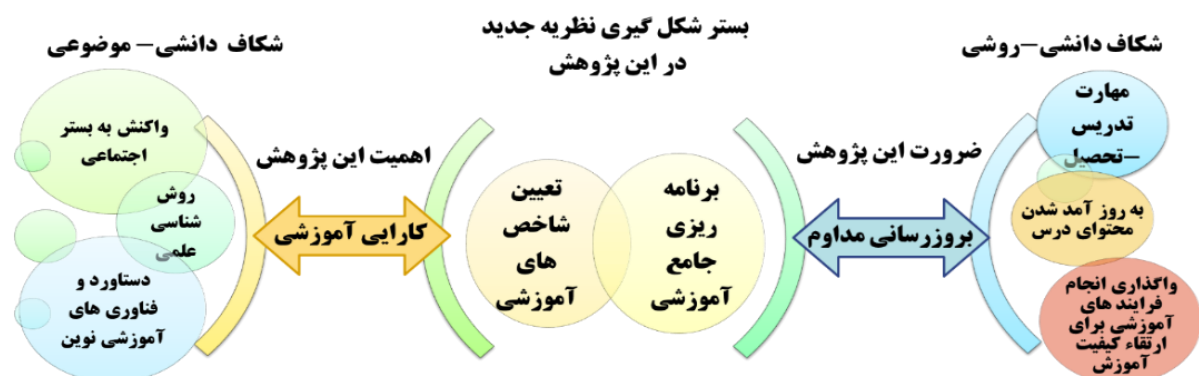 شکاف دانشی–روشی
مهارت
تدریس
–تحصیل
به روز آمد شدن
محتوای درس
واگذاری انجام
فرایند های
آموزشی برای
ارتقاء کیفیت
آموزش
ضرورت این پژوهش
بروزرسانی مداوم
بستر شکل گیری نظریه جدید
در این پژوهش
برنامه
ریزی
جامع
آموزشی
تعیین
شاخص
های
آموزشی
اهمیت این پژوهش
کارایی آموزشی
شکاف دانشی– موضوعی
واکنش به بستر
اجتماعی
روش
شناسی
علمی
دستاورد و
فناوری های
آموزشی نوین